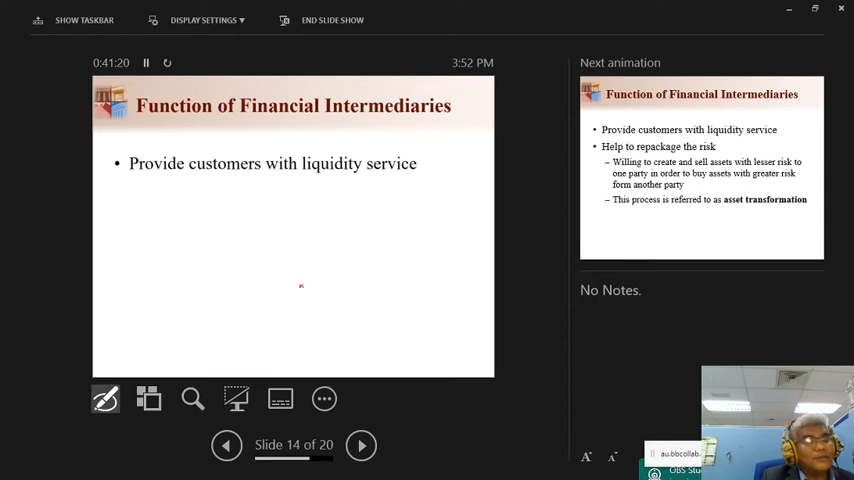 SHOW TASKBAR
DISPLAY SETTINGS ▼
END SLIDE SHOW
0:41:20
3:52 PM
Function of Financial Intermediaries
• Provide customers with liquidity service
Slide 14 of 20
Next animation
Function of Financial Intermediaries
• Provide customers with liquidity service
• Help to repackage the risk
– Willing to create and sell assets with lesser risk to
one party in order to buy assets with greater risk
form another party
– This process is referred to as asset transformation
No Notes.
A
A
au.bbcollab.
OBS Stu